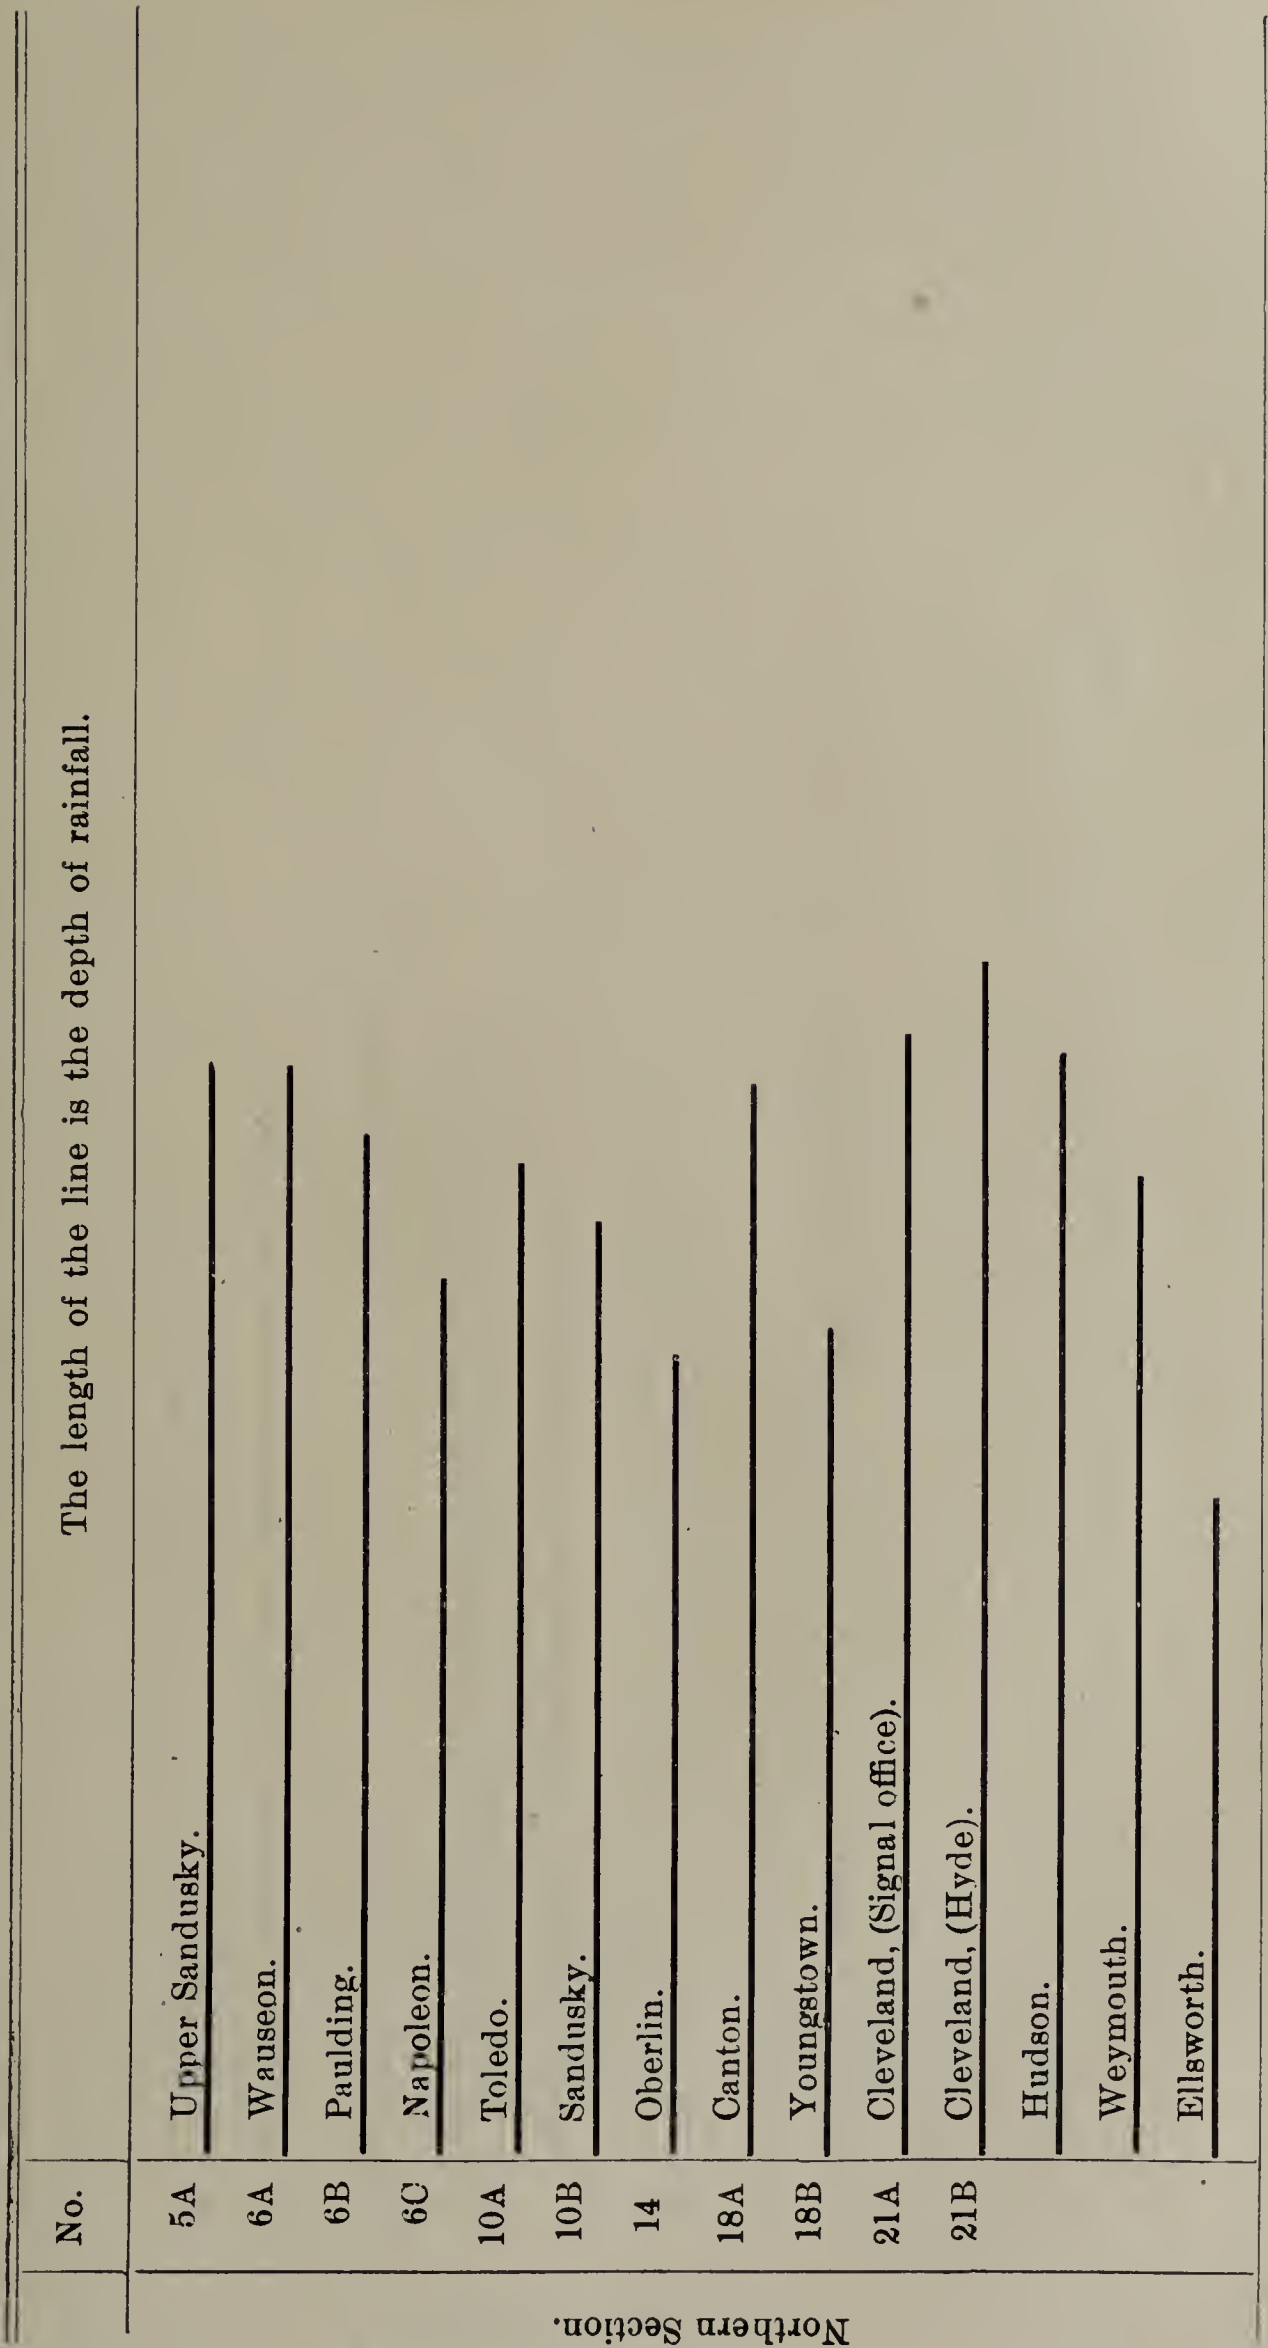 No.
The length of the line is the depth of rainfall.
Northern Section.
5A Upper Sandusky.
6A Wauseon.
6B Paulding.
6C Napoleon.
10A Toledo.
10B Sandusky.
14 Oberlin.
18A Canton.
18B Youngstown.
21A Cleveland, (Signal office).
21B Cleveland, (Hyde).
Hudson.
Weymouth.
Ellsworth.